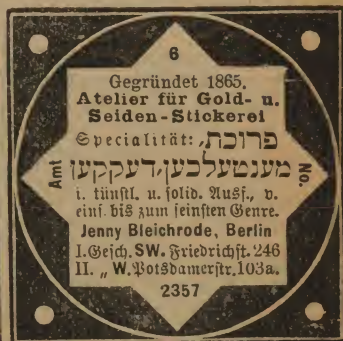 6
Gegründet 1865.
Atelier für Gold- u.
Seiden-Stickerei
Specialität: פרוכת,
Amt מענטעלכען, דעקקען No.
i. künstl. u. solid. Ausf., v.
einf. bis zum feinsten Genre.
Jenny Bleichrode, Berlin
I. Gesch. SW. Friedrichst. 246
II. „ W. Potsdamerstr. 103a.
2357